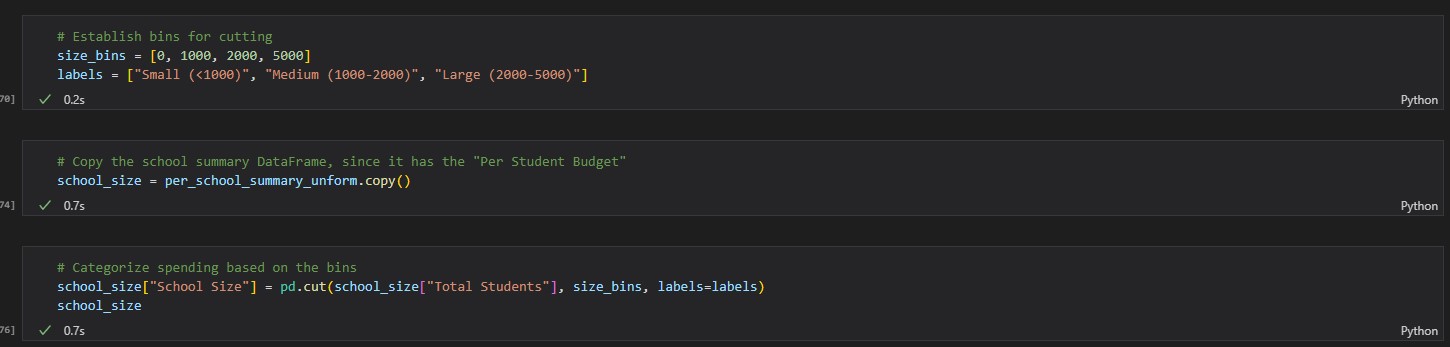 # Establish bins for cutting
size_bins = [0, 1000, 2000, 5000]
labels = ["Small (<1000)", "Medium (1000-2000)", "Large (2000-5000)"]
70] ✓ 0.2s Python
# Copy the school summary DataFrame, since it has the "Per Student Budget"
school_size = per_school_summary_unform.copy()
74] ✓ 0.7s Python
# Categorize spending based on the bins
school_size["School Size"] = pd.cut(school_size["Total Students"], size_bins, labels=labels)
school_size
76] ✓ 0.7s Python